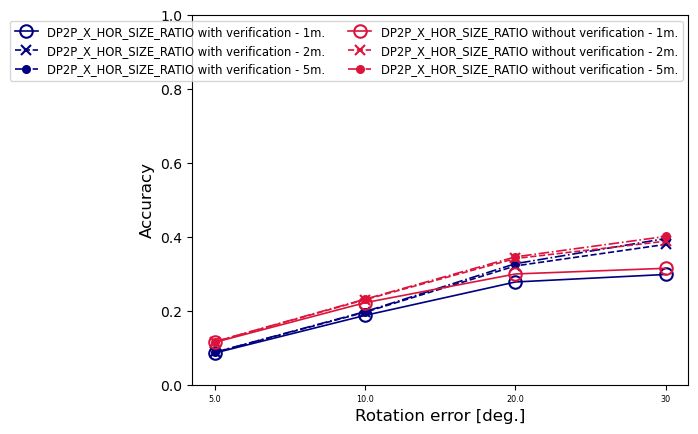 1.0
DP2P_X_HOR_SIZE_RATIO with verification - 1m.
DP2P_X_HOR_SIZE_RATIO with verification - 2m.
DP2P_X_HOR_SIZE_RATIO with verification - 5m.
DP2P_X_HOR_SIZE_RATIO without verification - 1m.
DP2P_X_HOR_SIZE_RATIO without verification - 2m.
DP2P_X_HOR_SIZE_RATIO without verification - 5m.
0.8
0.6
0.4
0.2
0.0
Accuracy
5.0 10.0 20.0 30
Rotation error [deg.]